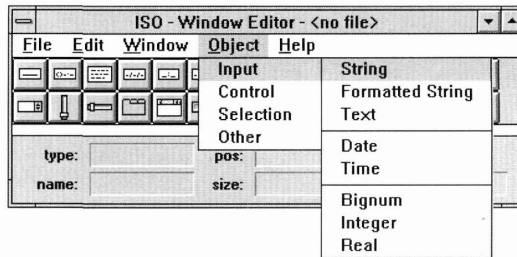 ISO - Window Editor - <no file>
File Edit Window Object Help
Input
Control
Selection
Other
String
Formatted String
Text
Date
Time
Bignum
Integer
Real
type:
pos:
name:
size: